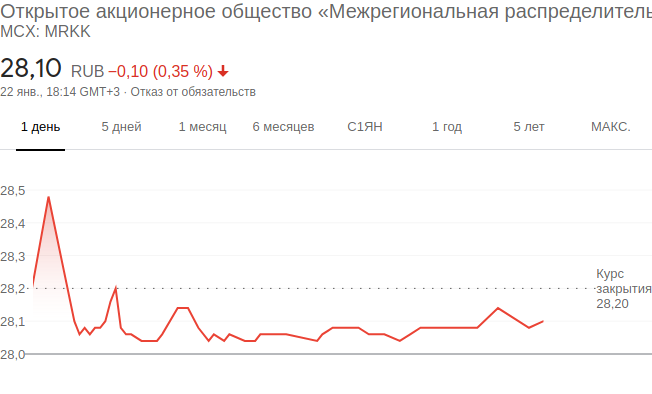 Открытое акционерное общество «Межрегиональная распределитель
MCX: MRKK
28,10 RUB −0,10 (0,35 %)
22 янв., 18:14 GMT+3 · Отказ от обязательств
1 день 5 дней 1 месяц 6 месяцев С1ЯН 1 год 5 лет МАКС.
28,5
28,4
28,3
Курс
28,2 закрытия
28,20
28,1
28,0